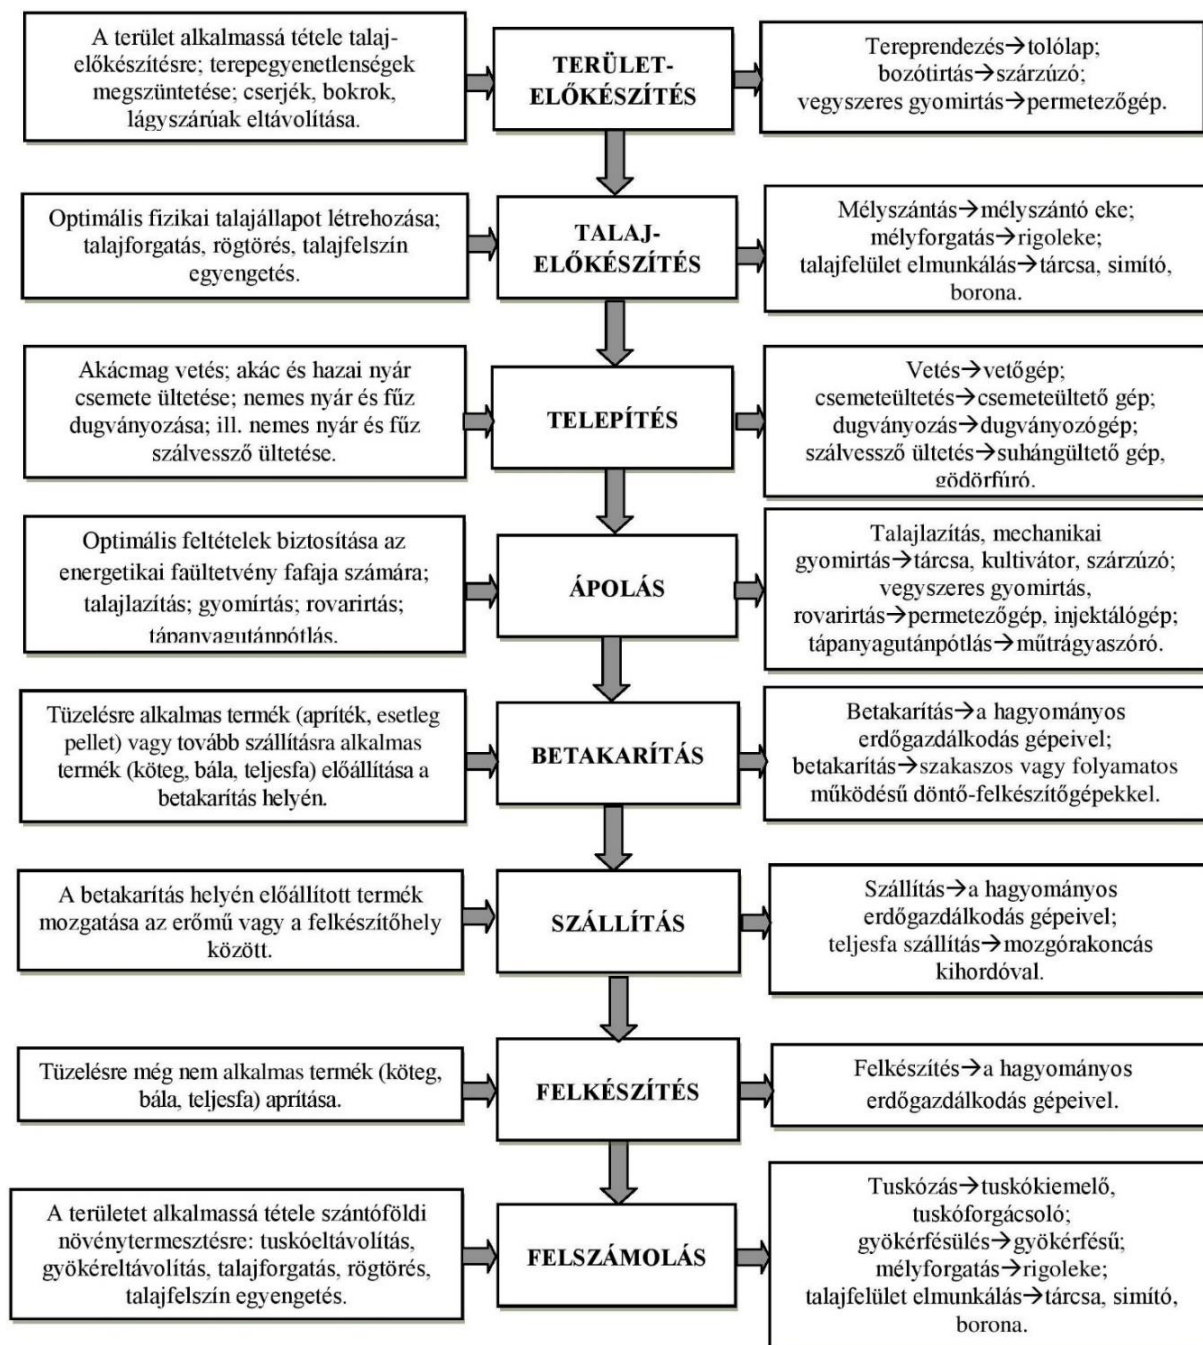 A terület alkalmassá tétele talaj-
előkészítésre; terepegyenetlenségek
megszüntetése; cserjék, bokrok,
lágyszárúak eltávolítása.
TERÜLET-
ELŐKÉSZÍTÉS
Tereprendezés→tolólap;
bozótirtás→szárzúzó;
vegyszeres gyomirtás→permetezőgép.
Optimális fizikai talajállapot létrehozása;
talajforgatás, rögtörés, talajfelszín
egyengetés.
TALAJ-
ELŐKÉSZÍTÉS
Mélyszántás→mélyszántó eke;
mélyforgatás→rigoleke;
talajfelület elmunkálás→tárcsa, simító,
borona.
Akácmag vetés; akác és hazai nyár
csemete ültetése; nemes nyár és fűz
dugványozása; ill. nemes nyár és fűz
szálvessző ültetése.
TELEPÍTÉS
Vetés→vetőgép;
csemeteültetés→csemeteültető gép;
dugványozás→dugványozógép;
szálvessző ültetés→suhángültető gép,
gödörfúró.
Optimális feltételek biztosítása az
energetikai faültetvény fafaja számára;
talajlazítás; gyomírtás; rovarirtás;
tápanyagutánpótlás.
ÁPOLÁS
Talajlazítás, mechanikai
gyomirtás→tárcsa, kultivátor, szárzúzó;
vegyszeres gyomirtás,
rovarirtás→permetezőgép, injektálógép;
tápanyagutánpótlás→műtrágyaszóró.
Tüzelésre alkalmas termék (apríték, esetleg
pellet) vagy tovább szállításra alkalmas
termék (köteg, bála, teljesfa) előállítása a
betakarítás helyén.
BETAKARÍTÁS
Betakarítás→a hagyományos
erdőgazdálkodás gépeivel;
betakarítás→szakaszos vagy folyamatos
működésű döntő-felkészítőgépekkel.
A betakarítás helyén előállított termék
mozgatása az erőmű vagy a felkészítőhely
között.
SZÁLLÍTÁS
Szállítás→a hagyományos
erdőgazdálkodás gépeivel;
teljesfa szállítás→mozgórakoncás
kihordóval.
Tüzelésre még nem alkalmas termék (köteg,
bála, teljesfa) aprítása.
FELKÉSZÍTÉS
Felkészítés→a hagyományos
erdőgazdálkodás gépeivel.
A területet alkalmassá tétele szántóföldi
növénytermesztésre: tuskóeltávolítás,
gyökéreltávolítás, talajforgatás, rögtörés,
talajfelszín egyengetés.
FELSZÁMOLÁS
Tuskózás→tuskókiemelő,
tuskóforgácsoló;
gyökérfésülés→gyökérfésű;
mélyforgatás→rigoleke;
talajfelület elmunkálás→tárcsa, simító,
borona.